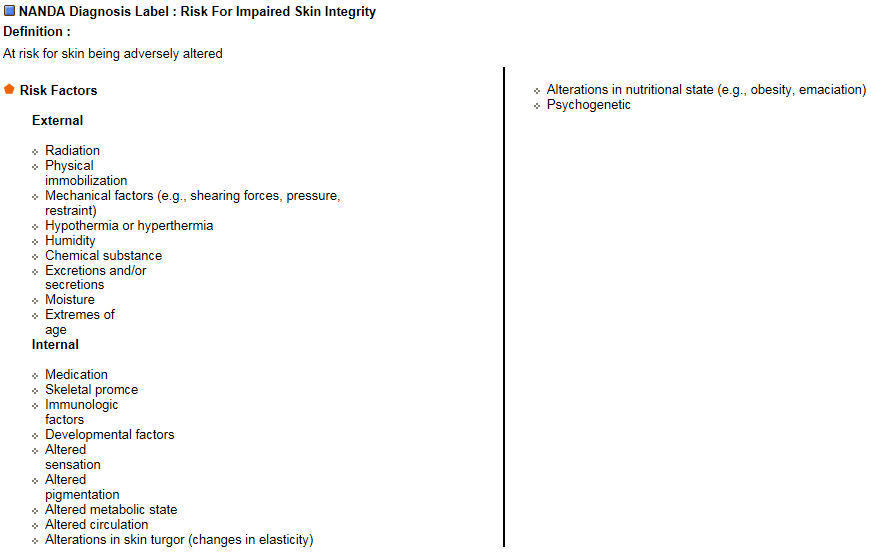 NANDA Diagnosis Label : Risk For Impaired Skin Integrity
Definition :
At risk for skin being adversely altered
Risk Factors
External
Radiation
Physical
immobilization
Mechanical factors (e.g., shearing forces, pressure,
restraint)
Hypothermia or hyperthermia
Humidity
Chemical substance
Excretions and/or
secretions
Moisture
Extremes of
age
Internal
Medication
Skeletal promce
Immunologic
factors
Developmental factors
Altered
sensation
Altered
pigmentation
Altered metabolic state
Altered circulation
Alterations in skin turgor (changes in elasticity)
Alterations in nutritional state (e.g., obesity, emaciation)
Psychogenetic